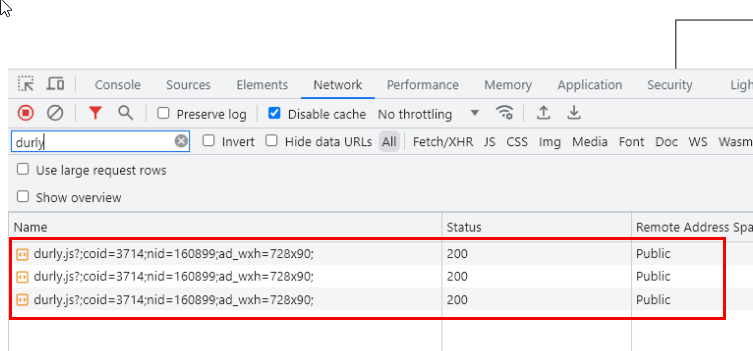 Console Sources Elements Network Performance Memory Application Security Ligh
Preserve log Disable cache No throttling
durly Invert Hide data URLs All Fetch/XHR JS CSS Img Media Font Doc WS Wasm
Use large request rows
Show overview
Name Status Remote Address Spa
durly.js?;coid=3714;nid=160899;ad_wxh=728x90; 200 Public
durly.js?;coid=3714;nid=160899;ad_wxh=728x90; 200 Public
durly.js?;coid=3714;nid=160899;ad_wxh=728x90; 200 Public